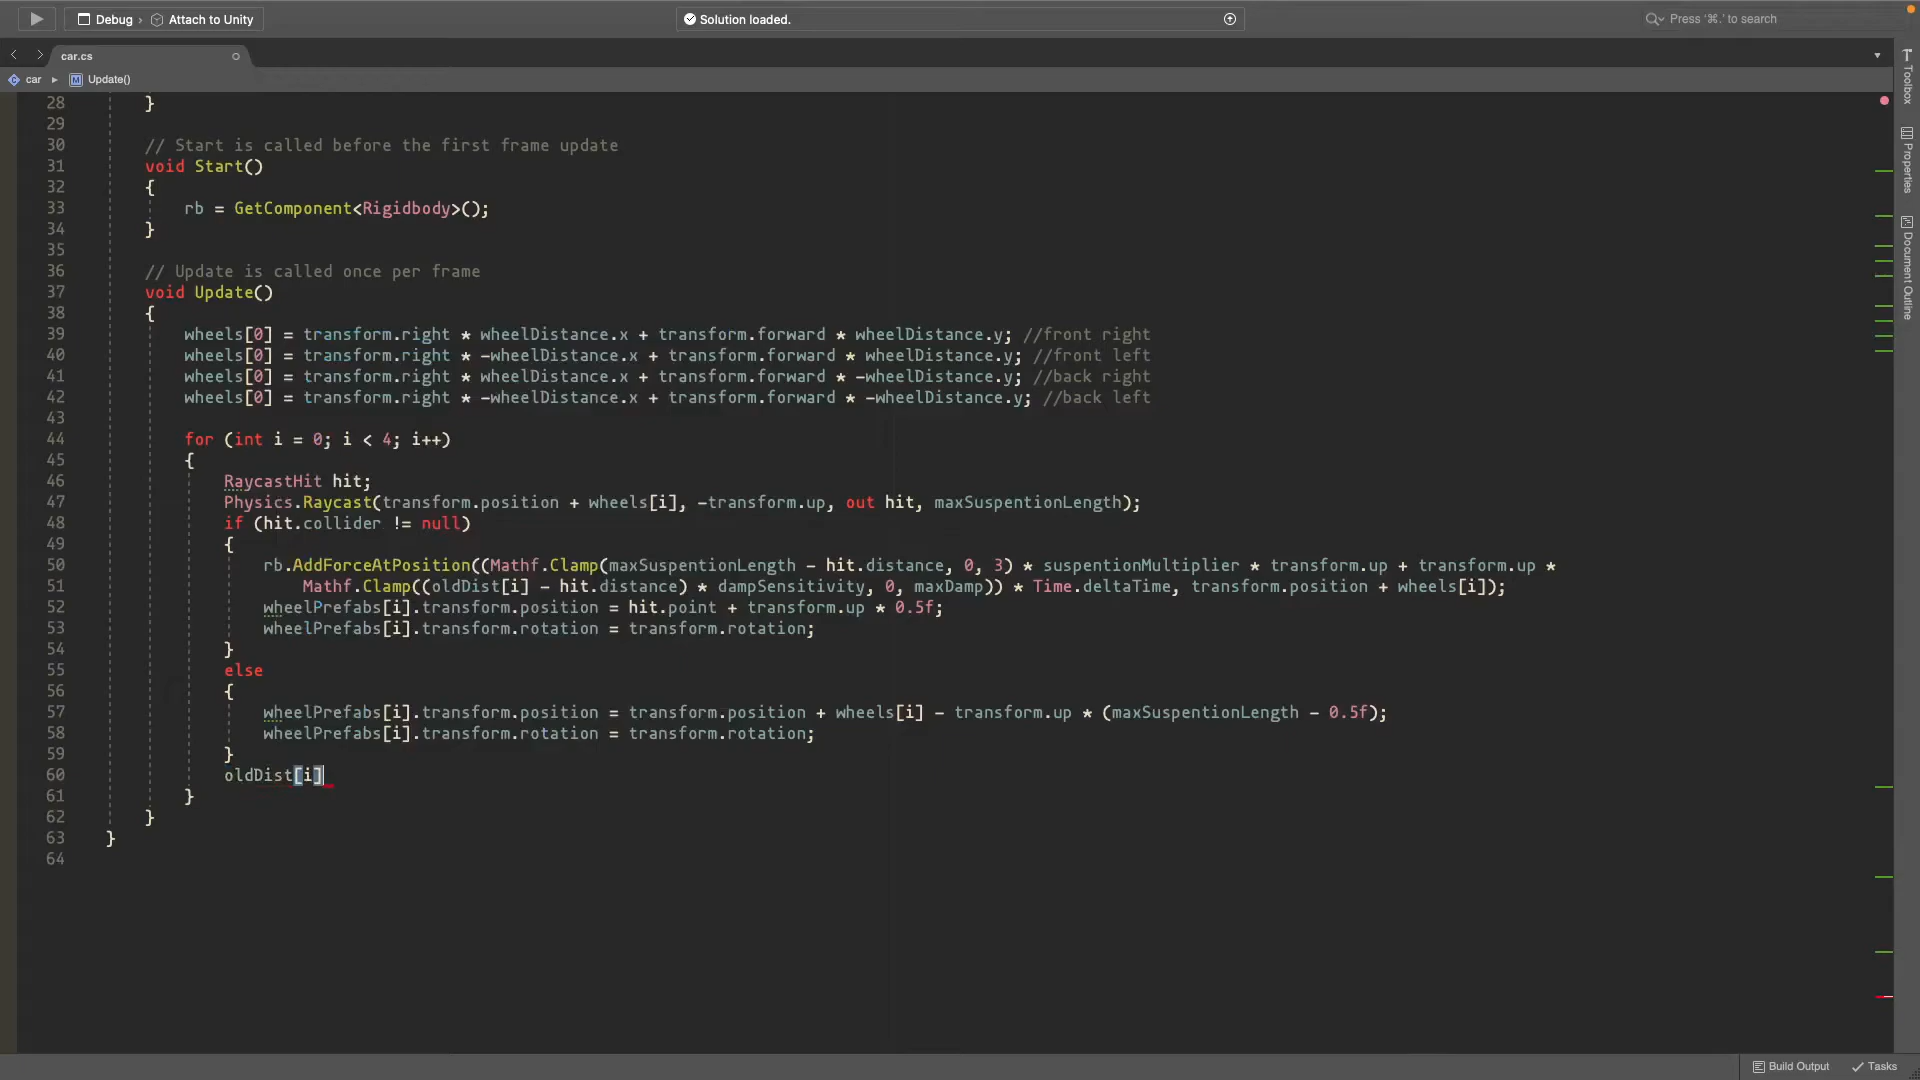 Debug › Attach to Unity
Solution loaded.
Press ‘⌘.’ to search
car.cs
car ▸ Update()
28 }
29
30 // Start is called before the first frame update
31 void Start()
32 {
33 rb = GetComponent<Rigidbody>();
34 }
35
36 // Update is called once per frame
37 void Update()
38 {
39 wheels[0] = transform.right * wheelDistance.x + transform.forward * wheelDistance.y; //front right
40 wheels[0] = transform.right * -wheelDistance.x + transform.forward * wheelDistance.y; //front left
41 wheels[0] = transform.right * wheelDistance.x + transform.forward * -wheelDistance.y; //back right
42 wheels[0] = transform.right * -wheelDistance.x + transform.forward * -wheelDistance.y; //back left
43
44 for (int i = 0; i < 4; i++)
45 {
46 RaycastHit hit;
47 Physics.Raycast(transform.position + wheels[i], -transform.up, out hit, maxSuspentionLength);
48 if (hit.collider != null)
49 {
50 rb.AddForceAtPosition((Mathf.Clamp(maxSuspentionLength - hit.distance, 0, 3) * suspentionMultiplier * transform.up + transform.up *
51 Mathf.Clamp((oldDist[i] - hit.distance) * dampSensitivity, 0, maxDamp)) * Time.deltaTime, transform.position + wheels[i]);
52 wheelPrefabs[i].transform.position = hit.point + transform.up * 0.5f;
53 wheelPrefabs[i].transform.rotation = transform.rotation;
54 }
55 else
56 {
57 wheelPrefabs[i].transform.position = transform.position + wheels[i] - transform.up * (maxSuspentionLength - 0.5f);
58 wheelPrefabs[i].transform.rotation = transform.rotation;
59 }
60 oldDist[i]
61 }
62 }
63 }
64
Toolbox
Properties
Document Outline
Build Output
Tasks